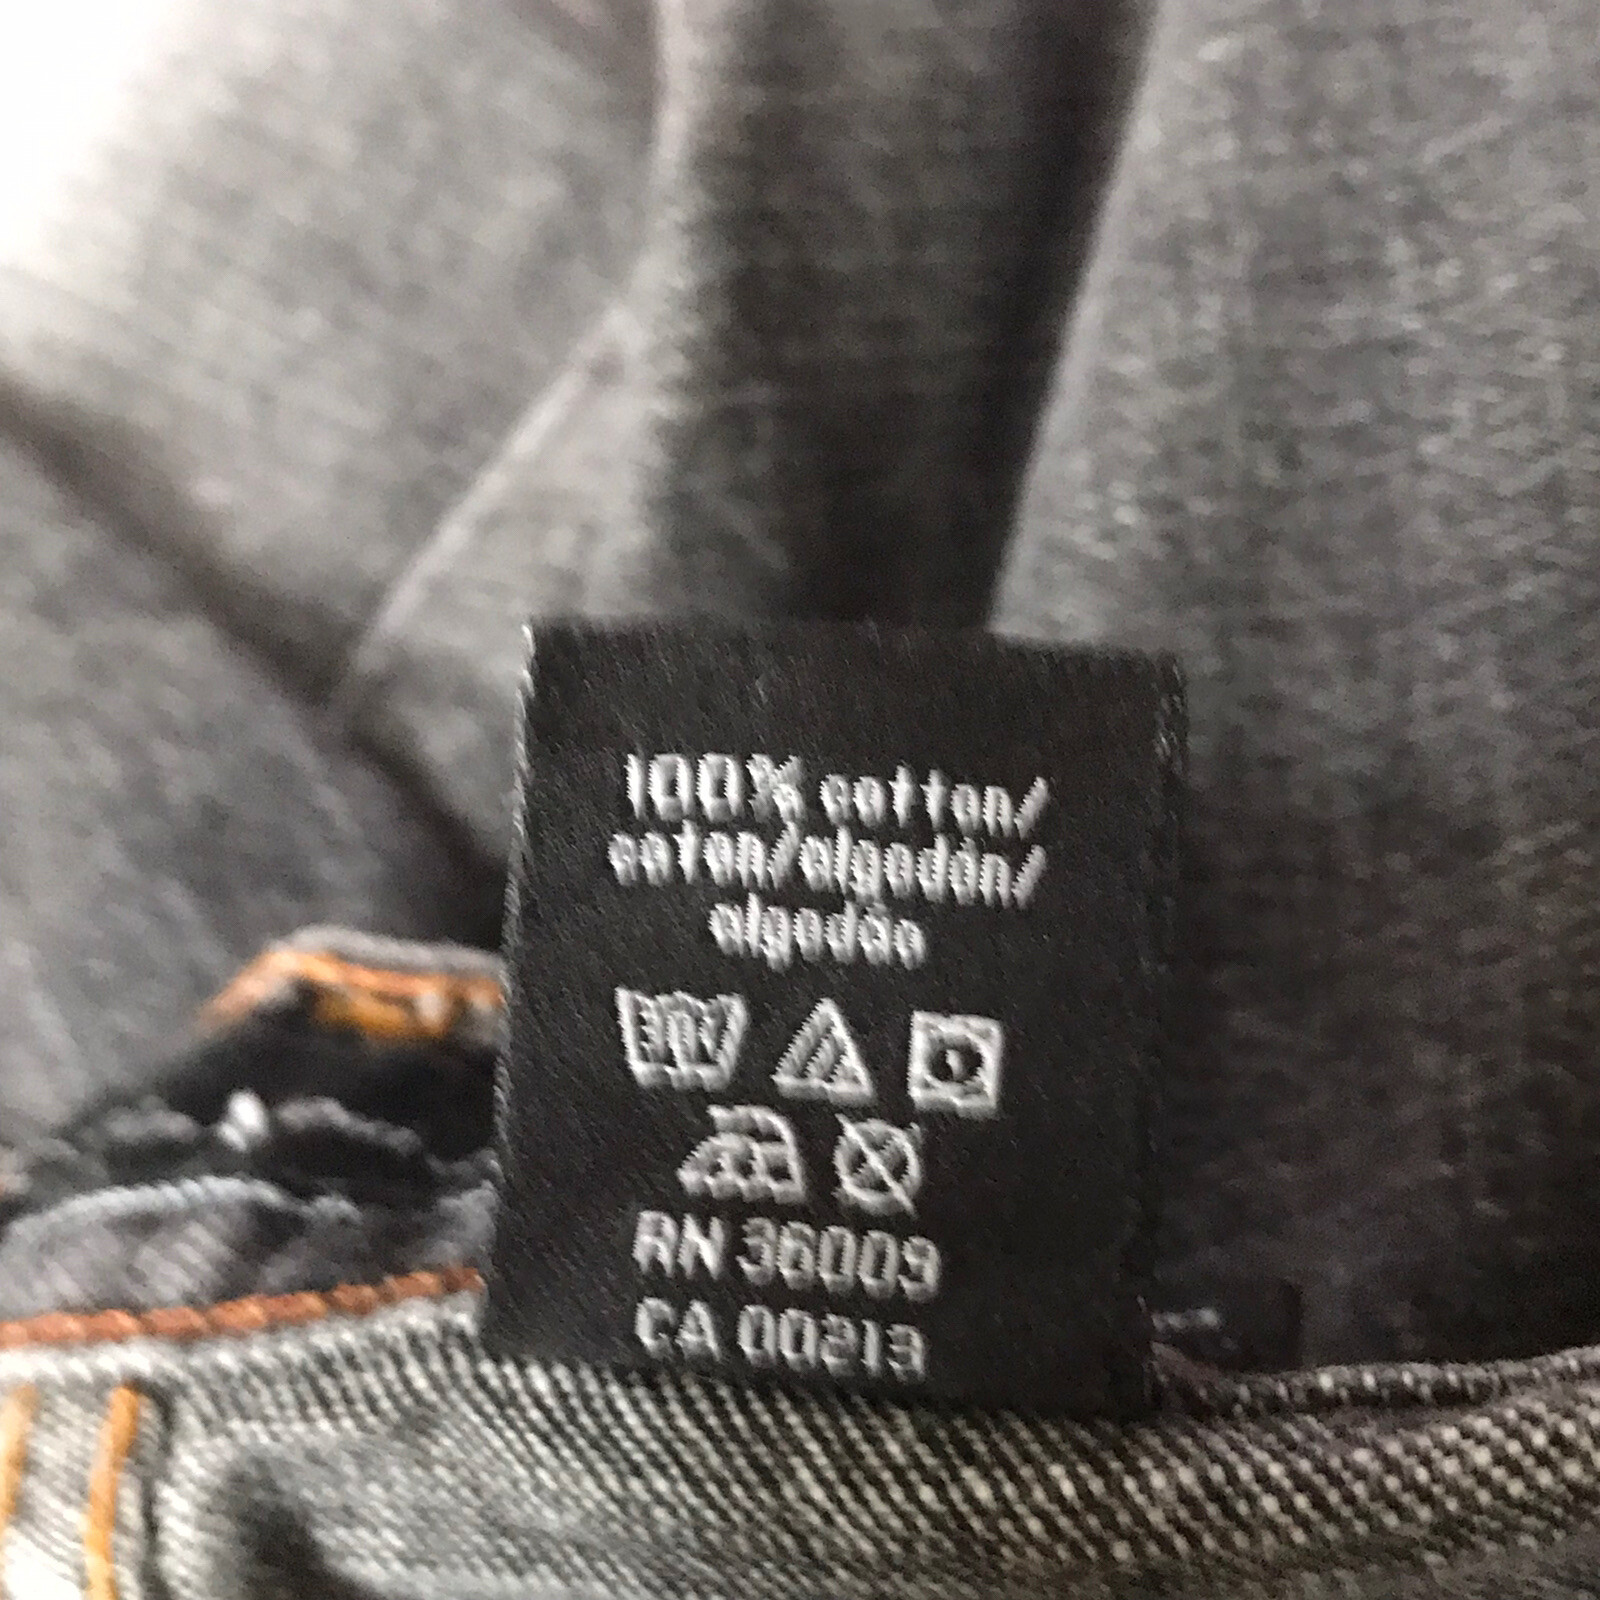 100% cotton/
coton/algodón/
algodão
RN 36009
CA 00213